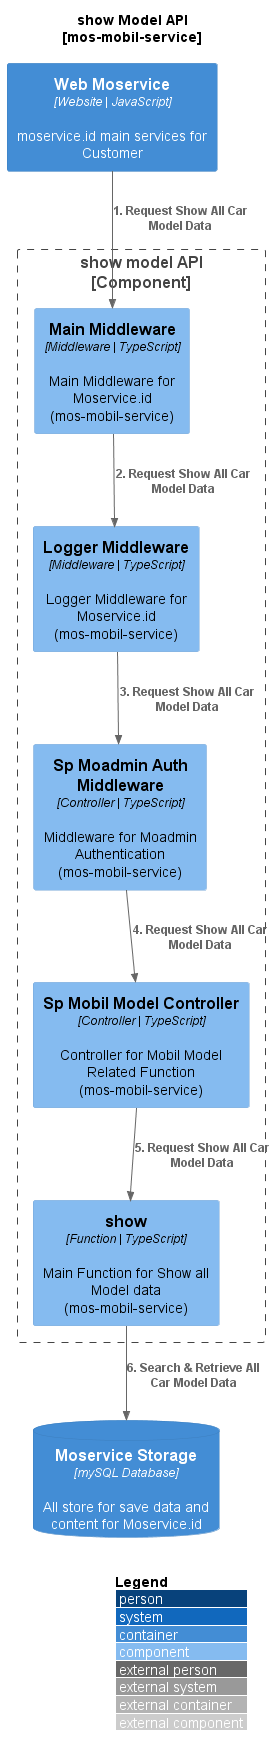 show Model API
[mos-mobil-service]
Web Moservice
[Website | JavaScript]
moservice.id main services for
Customer
1. Request Show All Car
Model Data
show model API
[Component]
Main Middleware
[Middleware | TypeScript]
Main Middleware for
Moservice.id
(mos-mobil-service)
2. Request Show All Car
Model Data
Logger Middleware
[Middleware | TypeScript]
Logger Middleware for
Moservice.id
(mos-mobil-service)
3. Request Show All Car
Model Data
Sp Moadmin Auth
Middleware
[Controller | TypeScript]
Middleware for Moadmin
Authentication
(mos-mobil-service)
4. Request Show All Car
Model Data
Sp Mobil Model Controller
[Controller | TypeScript]
Controller for Mobil Model
Related Function
(mos-mobil-service)
5. Request Show All Car
Model Data
show
[Function | TypeScript]
Main Function for Show all
Model data
(mos-mobil-service)
6. Search & Retrieve All
Car Model Data
Moservice Storage
[mySQL Database]
All store for save data and
content for Moservice.id
Legend
person
system
container
component
external person
external system
external container
external component